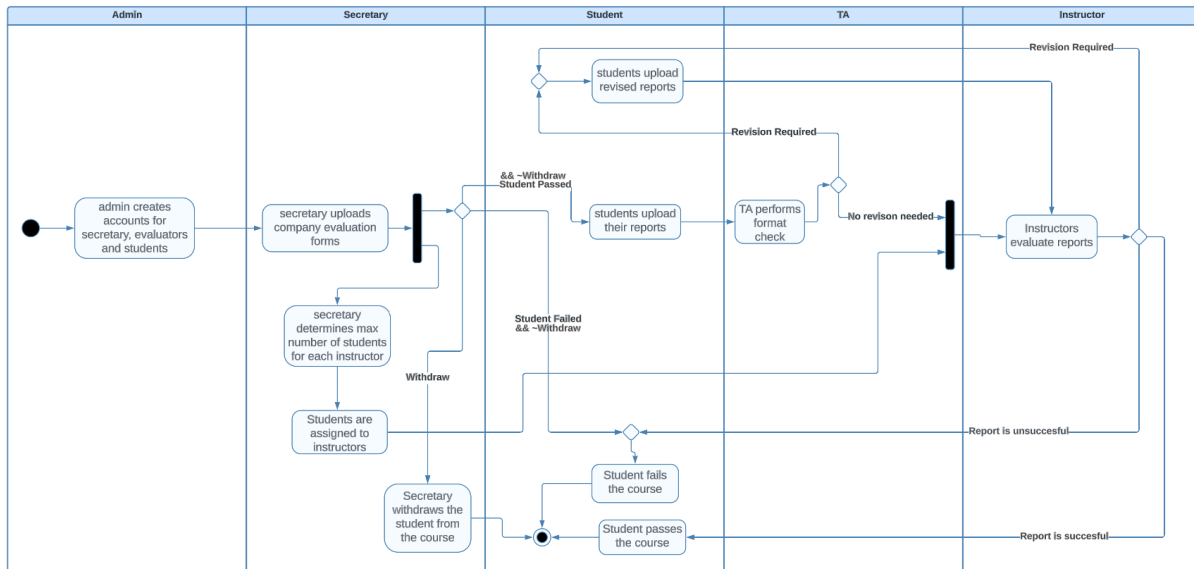 Admin
Secretary
Student
TA
Instructor
Revision Required
students upload
revised reports
Revision Required
&& ~Withdraw
Student Passed
admin creates
accounts for
secretary, evaluators
and students
secretary uploads
company evaluation
forms
students upload
their reports
TA performs
format
check
No revison needed
Instructors
evaluate reports
secretary
determines max
number of students
for each instructor
Student Failed
&& ~Withdraw
Withdraw
Students are
assigned to
instructors
Report is unsuccesful
Student fails
the course
Secretary
withdraws the
student from
the course
Student passes
the course
Report is succesful